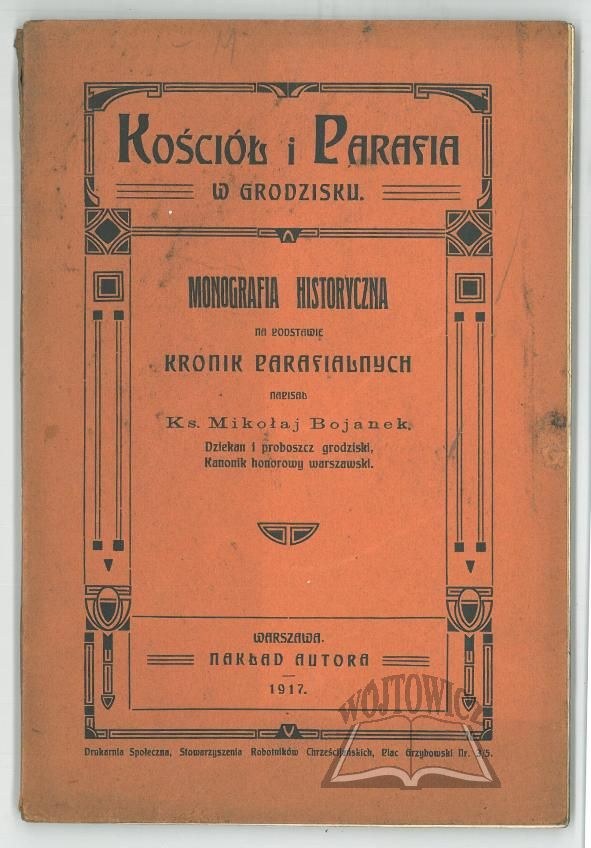 Kościół i Parafia
w Grodzisku.
Monografia Historyczna
na podstawie
Kronik Parafialnych
napisał
Ks. Mikołaj Bojanek,
Dziekan i proboszcz grodziski,
Kanonik honorowy warszawski.
Warszawa.
Nakład Autora
1917.
WÓJTOWICZ
Drukarnia Społeczna, Stowarzyszenia Robotników Chrześcijańskich, Plac Grzybowski Nr. 3/5.